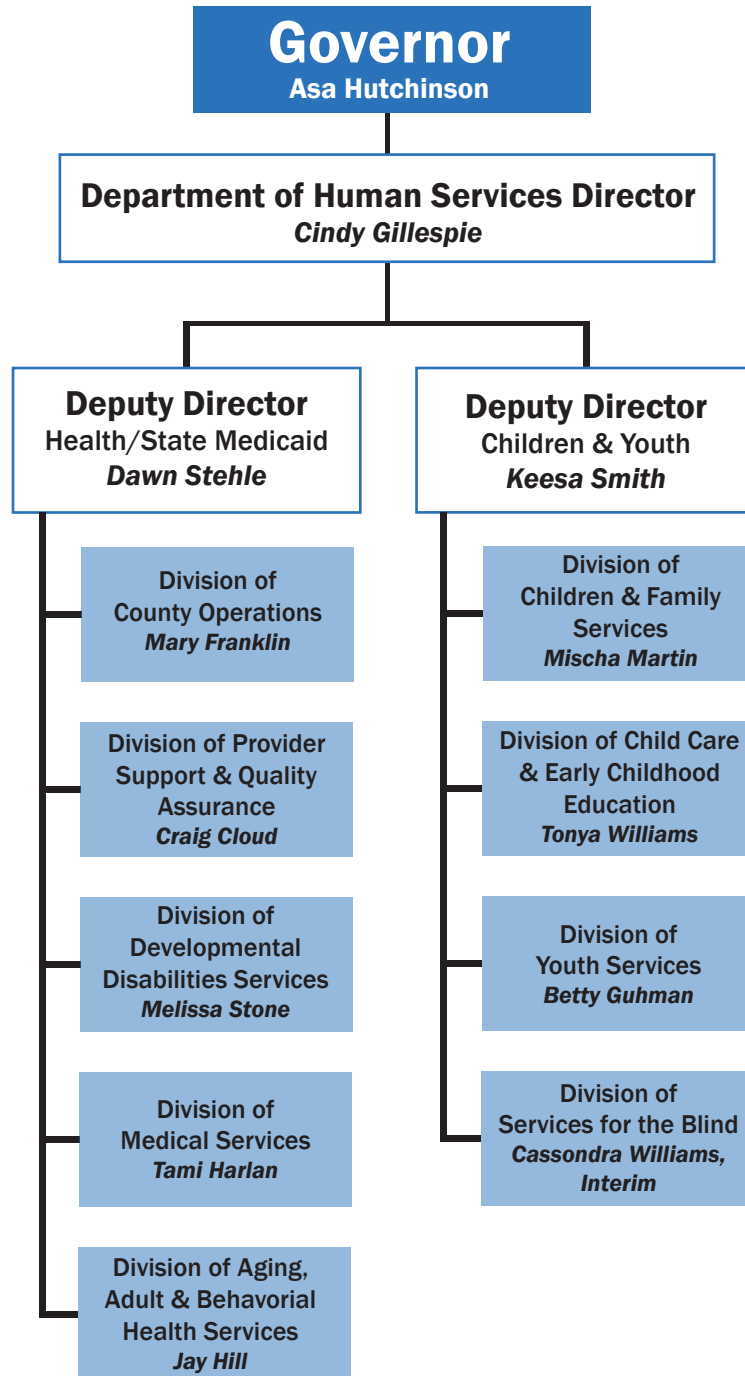 Governor
Asa Hutchinson
Department of Human Services Director
Cindy Gillespie
Deputy Director
Health/State Medicaid
Dawn Stehle
Division of
County Operations
Mary Franklin
Division of Provider
Support & Quality
Assurance
Craig Cloud
Division of
Developmental
Disabilities Services
Melissa Stone
Division of
Medical Services
Tami Harlan
Division of Aging,
Adult & Behavorial
Health Services
Jay Hill
Deputy Director
Children & Youth
Keesa Smith
Division of
Children & Family
Services
Mischa Martin
Division of Child Care
& Early Childhood
Education
Tonya Williams
Division of
Youth Services
Betty Guhman
Division of
Services for the Blind
Cassondra Williams,
Interim